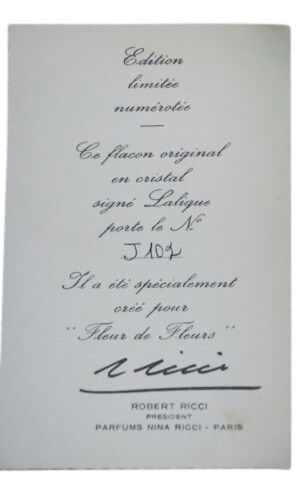 Edition
limitée
numérotée
Ce flacon original
en cristal
signé Lalique
porte le N°
J 102
Il a été spécialement
créé pour
"Fleur de Fleurs"
R Ricci
ROBERT RICCI
PRESIDENT
PARFUMS NINA RICCI - PARIS